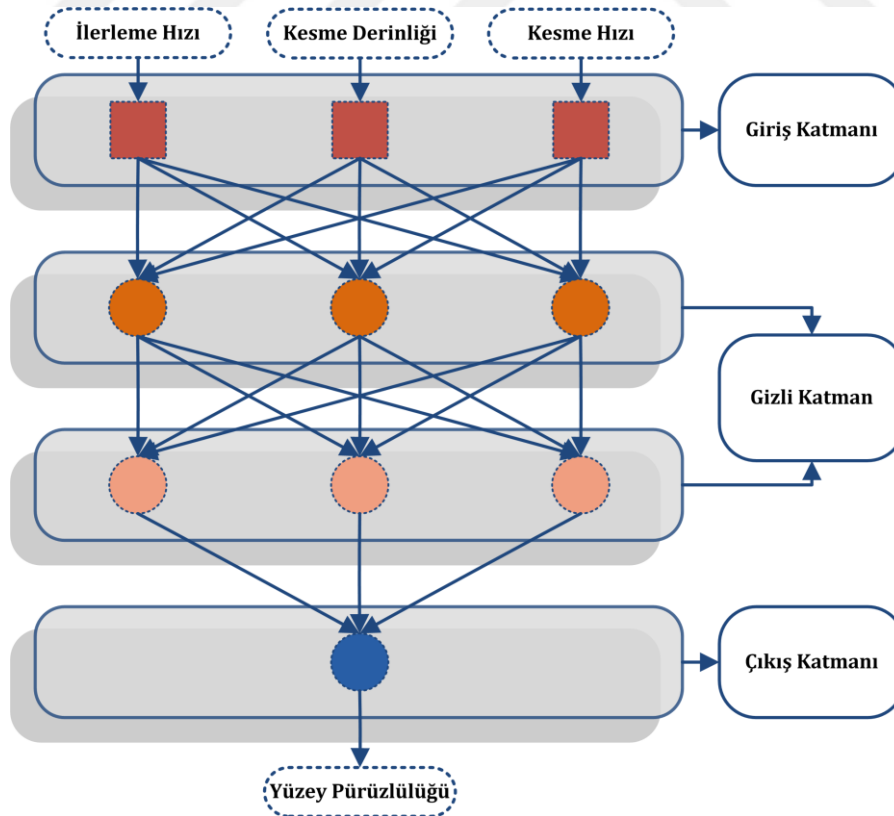 İlerleme Hızı
Kesme Derinliği
Kesme Hızı
Giriş Katmanı
Gizli Katman
Çıkış Katmanı
Yüzey Pürüzlülüğü